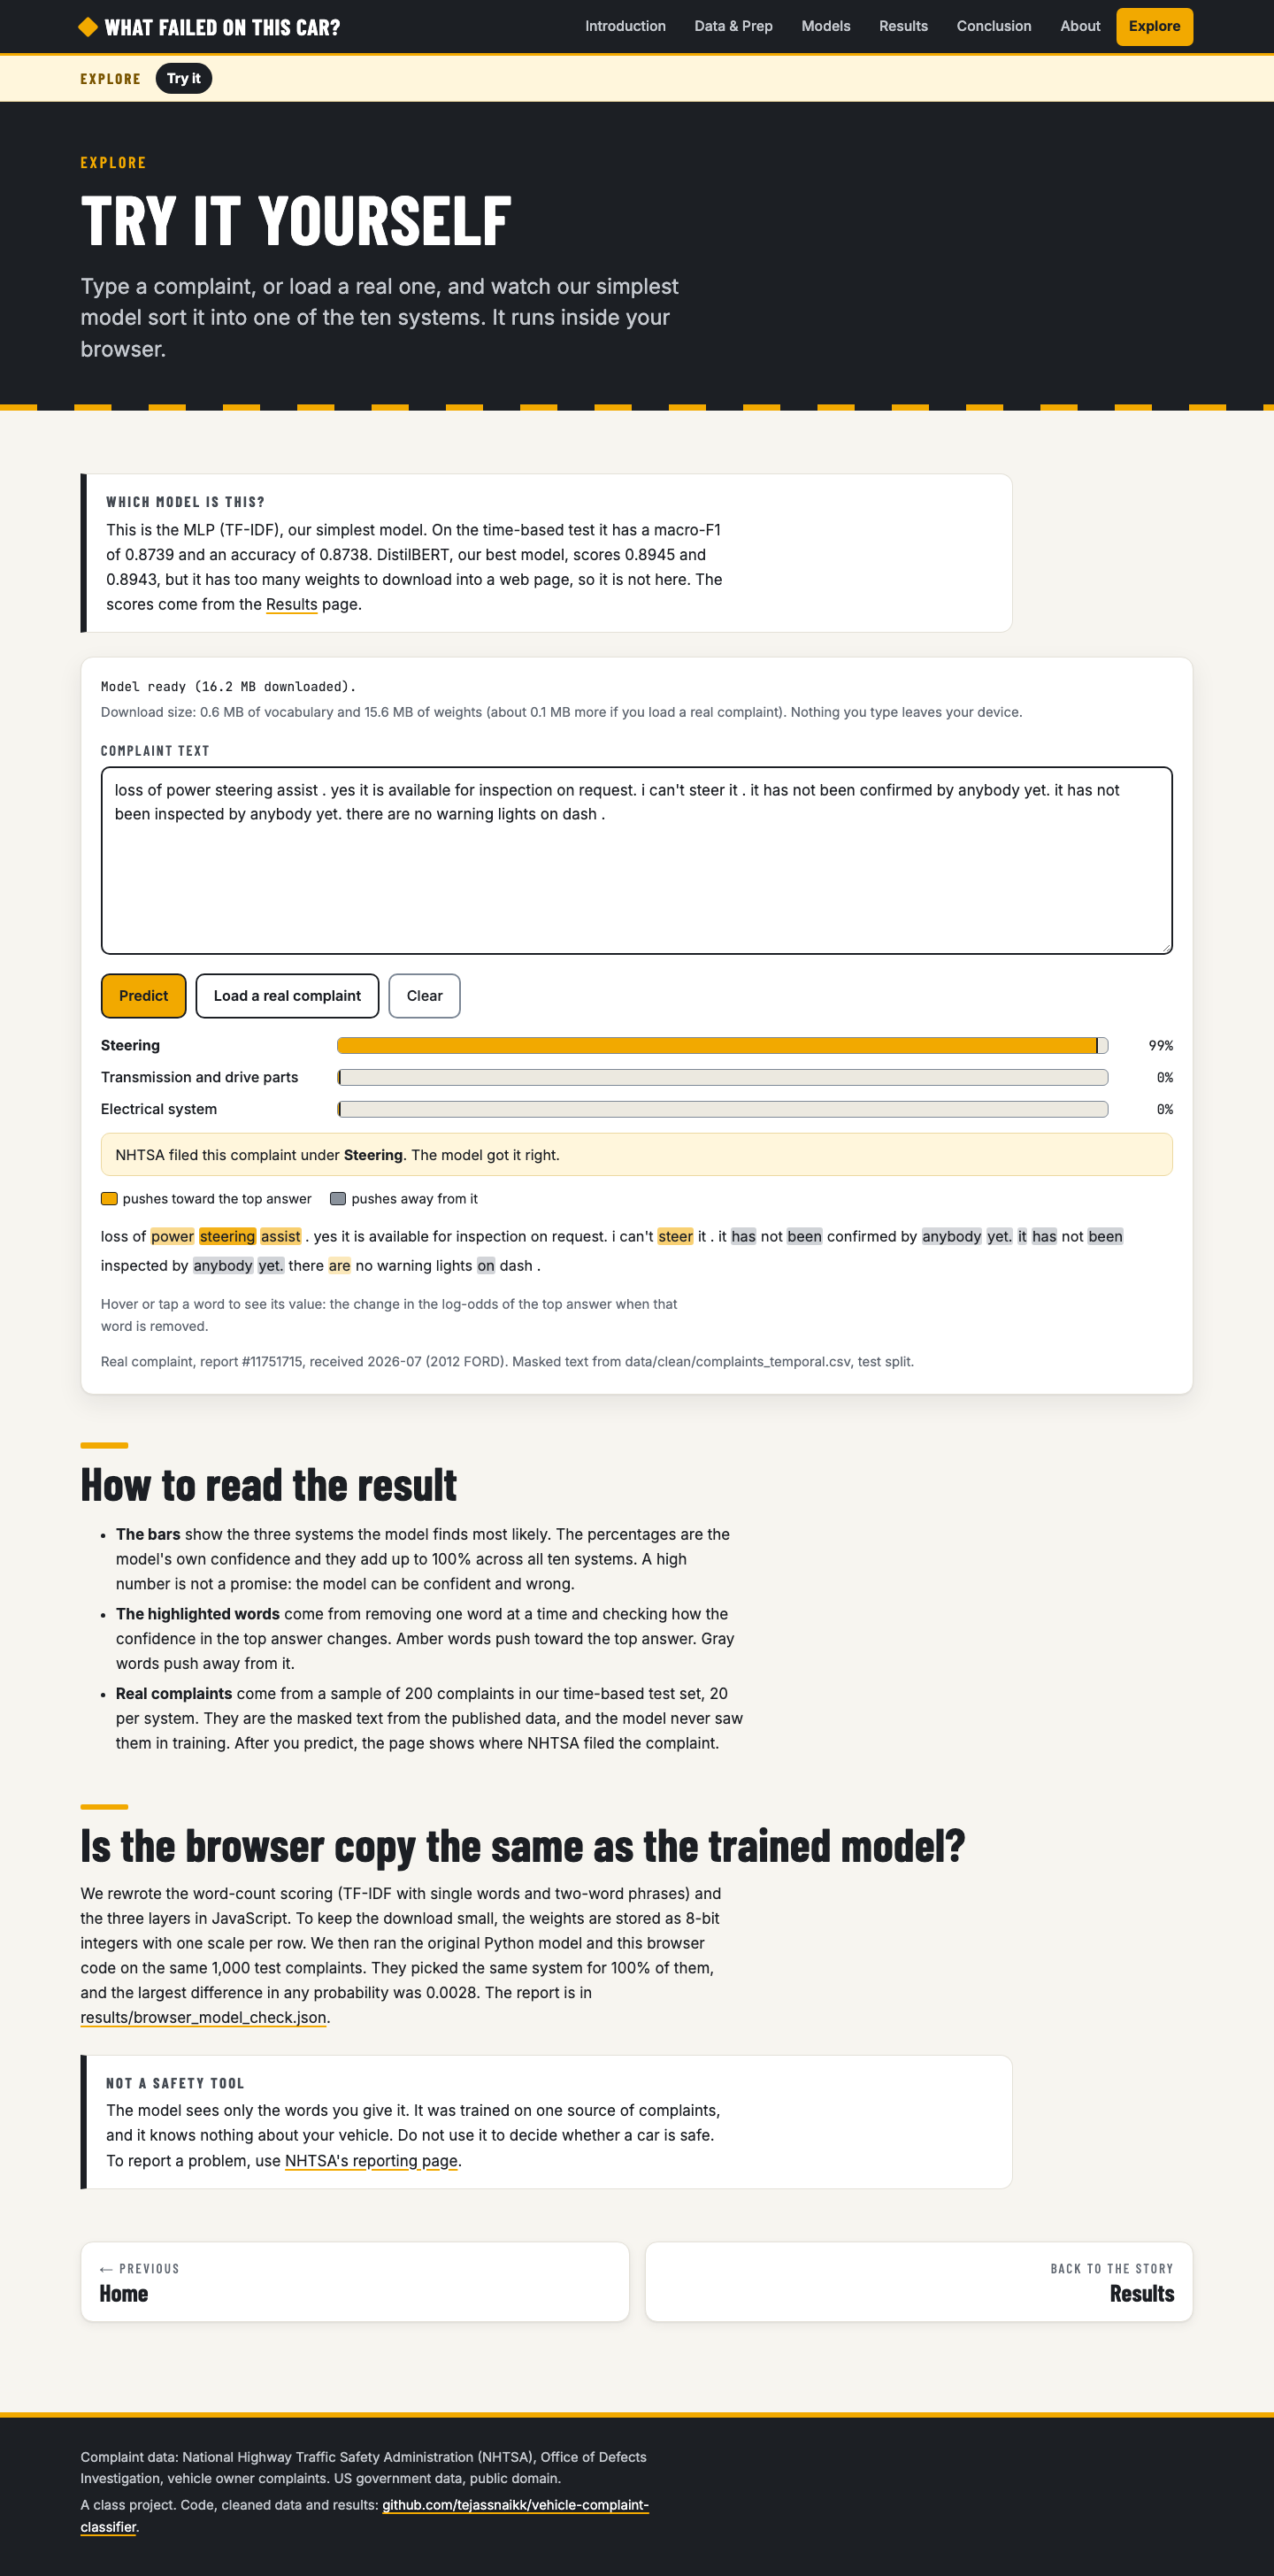 WHAT FAILED ON THIS CAR?
Introduction
Data & Prep
Models
Results
Conclusion
About
Explore
EXPLORE
Try it
EXPLORE
TRY IT YOURSELF
Type a complaint, or load a real one, and watch our simplest
model sort it into one of the ten systems. It runs inside your
browser.
WHICH MODEL IS THIS?
This is the MLP (TF-IDF), our simplest model. On the time-based test it has a macro-F1
of 0.8739 and an accuracy of 0.8738. DistilBERT, our best model, scores 0.8945 and
0.8943, but it has too many weights to download into a web page, so it is not here. The
scores come from the Results page.
Model ready (16.2 MB downloaded).
Download size: 0.6 MB of vocabulary and 15.6 MB of weights (about 0.1 MB more if you load a real complaint). Nothing you type leaves your device.
COMPLAINT TEXT
loss of power steering assist . yes it is available for inspection on request. i can't steer it . it has not been confirmed by anybody yet. it has not
been inspected by anybody yet. there are no warning lights on dash .
Predict
Load a real complaint
Clear
Steering 99%
Transmission and drive parts 0%
Electrical system 0%
NHTSA filed this complaint under Steering. The model got it right.
pushes toward the top answer
pushes away from it
loss of power steering assist . yes it is available for inspection on request. i can't steer it . it has not been confirmed by anybody yet. it has not been
inspected by anybody yet. there are no warning lights on dash .
Hover or tap a word to see its value: the change in the log-odds of the top answer when that
word is removed.
Real complaint, report #11751715, received 2026-07 (2012 FORD). Masked text from data/clean/complaints_temporal.csv, test split.
How to read the result
• The bars show the three systems the model finds most likely. The percentages are the
model's own confidence and they add up to 100% across all ten systems. A high
number is not a promise: the model can be confident and wrong.
• The highlighted words come from removing one word at a time and checking how the
confidence in the top answer changes. Amber words push toward the top answer. Gray
words push away from it.
• Real complaints come from a sample of 200 complaints in our time-based test set, 20
per system. They are the masked text from the published data, and the model never saw
them in training. After you predict, the page shows where NHTSA filed the complaint.
Is the browser copy the same as the trained model?
We rewrote the word-count scoring (TF-IDF with single words and two-word phrases) and
the three layers in JavaScript. To keep the download small, the weights are stored as 8-bit
integers with one scale per row. We then ran the original Python model and this browser
code on the same 1,000 test complaints. They picked the same system for 100% of them,
and the largest difference in any probability was 0.0028. The report is in
results/browser_model_check.json.
NOT A SAFETY TOOL
The model sees only the words you give it. It was trained on one source of complaints,
and it knows nothing about your vehicle. Do not use it to decide whether a car is safe.
To report a problem, use NHTSA's reporting page.
← PREVIOUS
Home
BACK TO THE STORY
Results
Complaint data: National Highway Traffic Safety Administration (NHTSA), Office of Defects
Investigation, vehicle owner complaints. US government data, public domain.
A class project. Code, cleaned data and results: github.com/tejassnaikk/vehicle-complaint-
classifier.